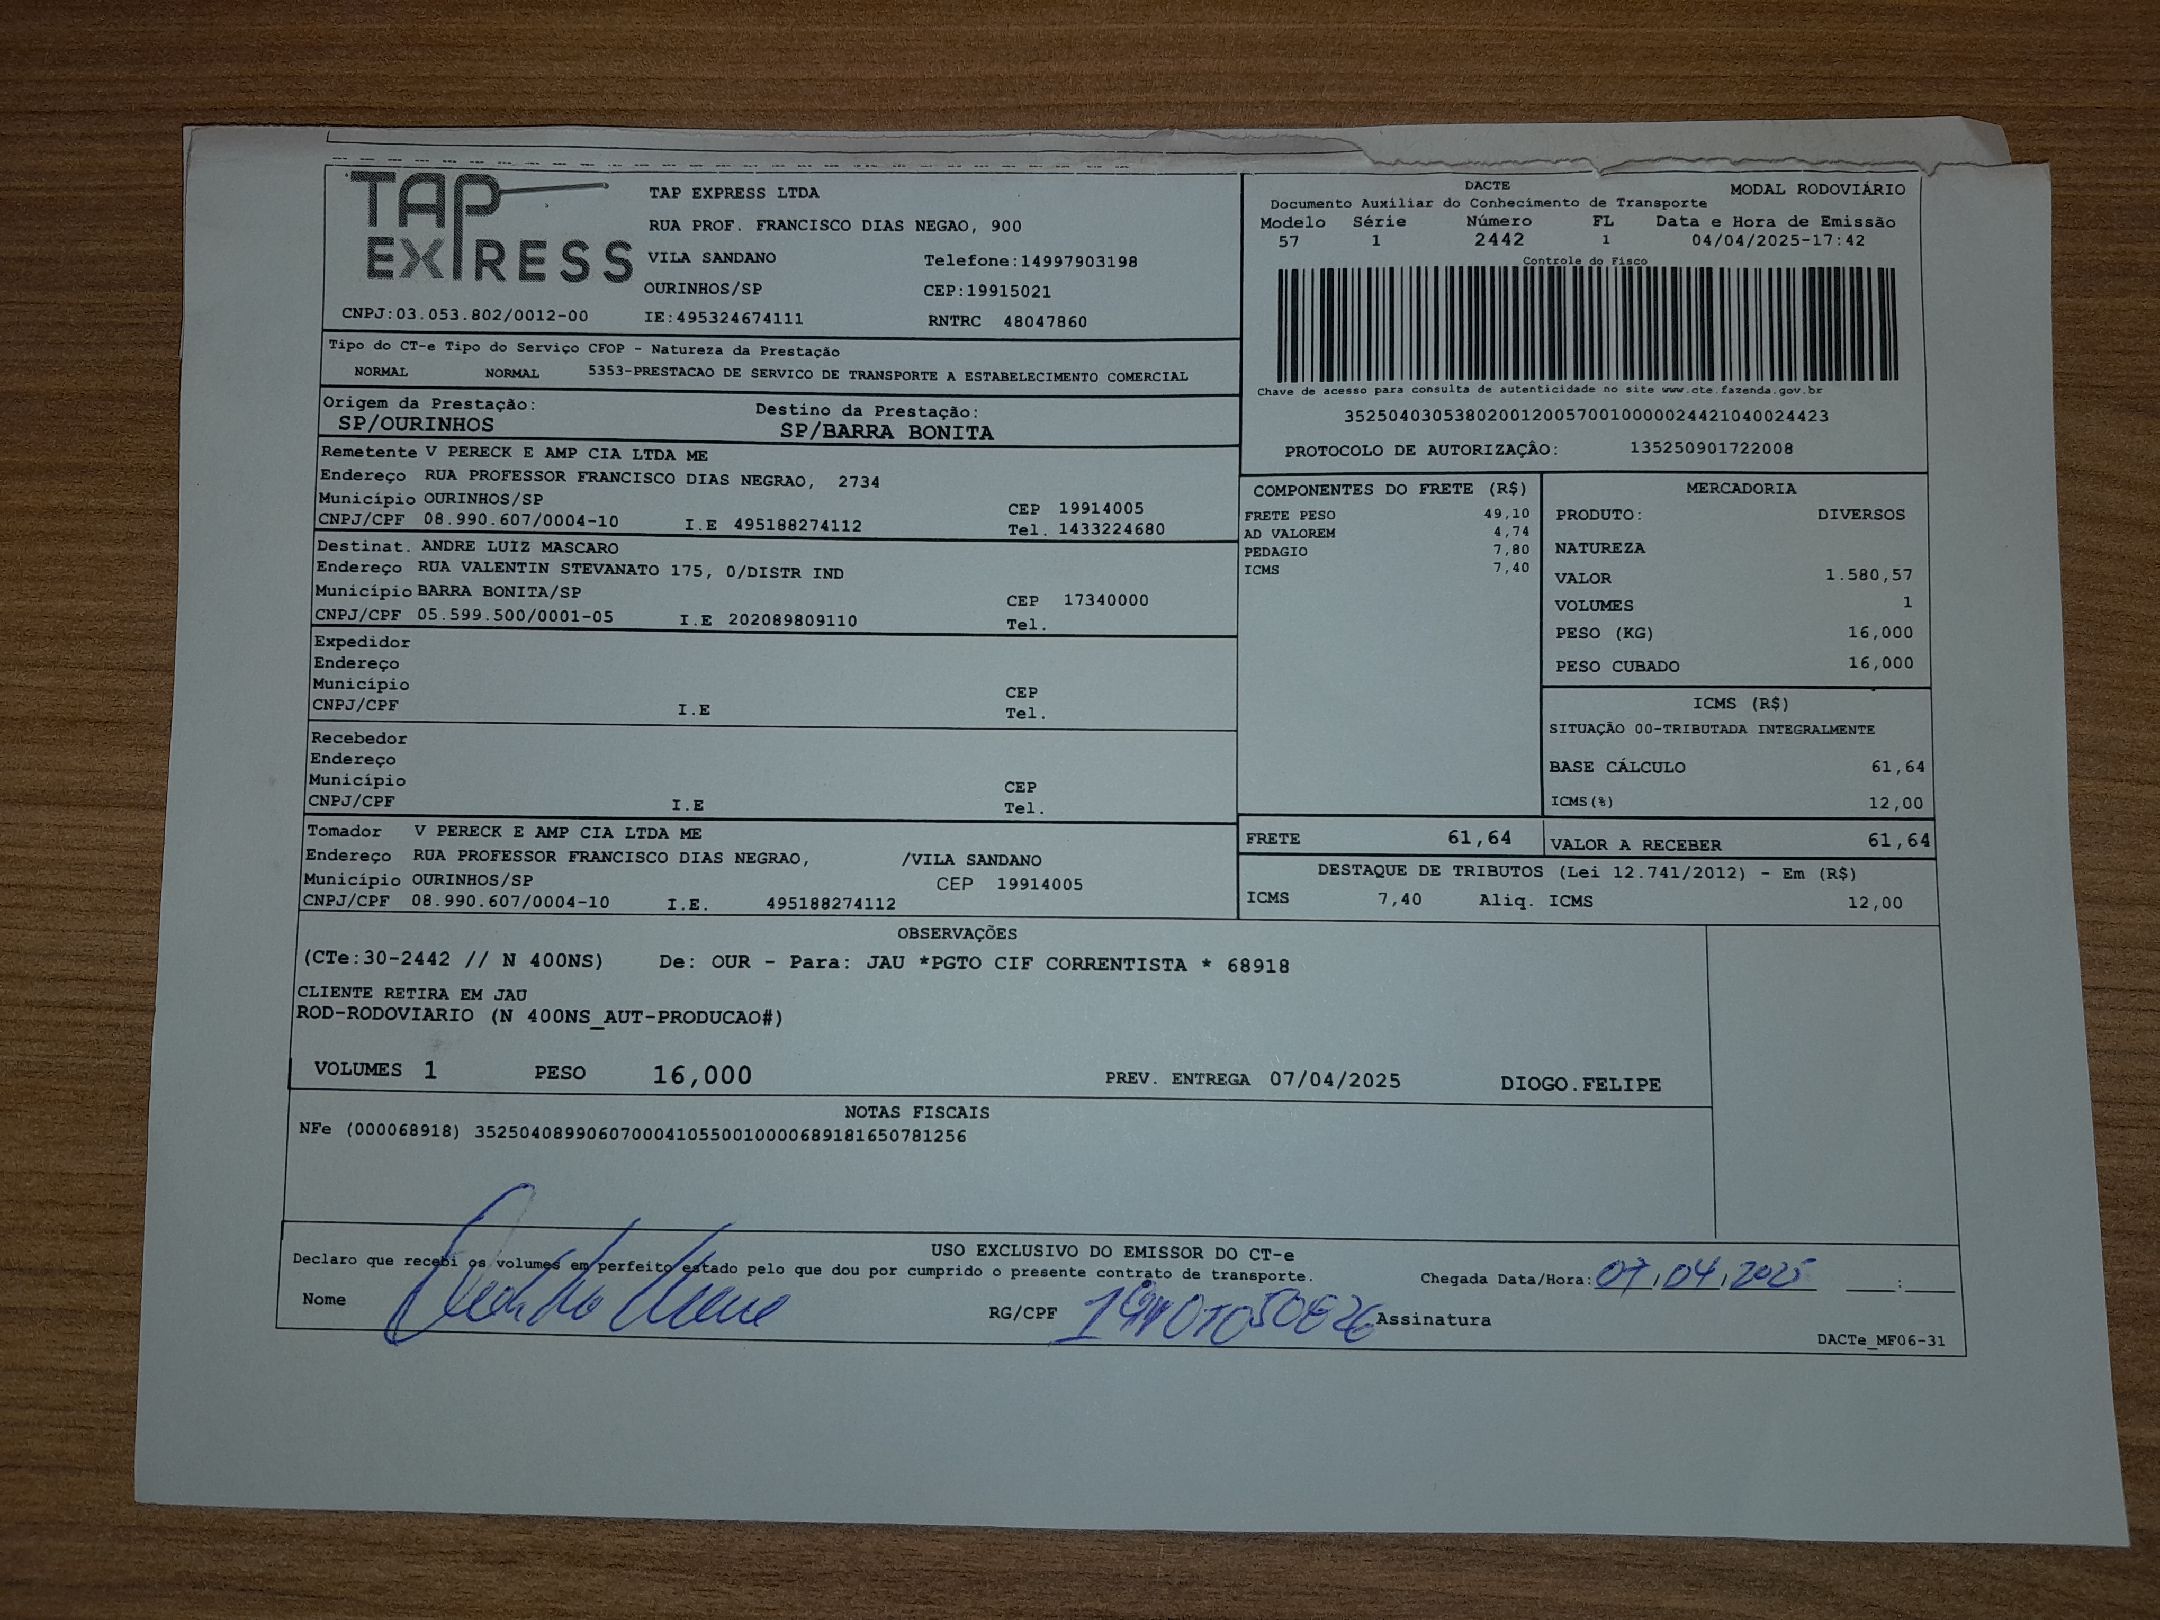 TAP EXPRESS
TAP EXPRESS LTDA
RUA PROF. FRANCISCO DIAS NEGAO, 900
VILA SANDANO Telefone:14997903198
OURINHOS/SP CEP:19915021
CNPJ:03.053.802/0012-00 IE:495324674111 RNTRC 48047860
DACTE MODAL RODOVIÁRIO
Documento Auxiliar do Conhecimento de Transporte
Modelo Série Número FL Data e Hora de Emissão
57 1 2442 1 04/04/2025-17:42
Controle do Fisco
Chave de acesso para consulta de autenticidade no site www.cte.fazenda.gov.br
35250403053802001200570010000024421040024423
PROTOCOLO DE AUTORIZAÇÂO: 135250901722008
Tipo do CT-e Tipo do Serviço CFOP - Natureza da Prestação
NORMAL NORMAL 5353-PRESTACAO DE SERVICO DE TRANSPORTE A ESTABELECIMENTO COMERCIAL
Origem da Prestação: Destino da Prestação:
SP/OURINHOS SP/BARRA BONITA
Remetente V PERECK E AMP CIA LTDA ME
Endereço RUA PROFESSOR FRANCISCO DIAS NEGRAO, 2734
Município OURINHOS/SP CEP 19914005
CNPJ/CPF 08.990.607/0004-10 I.E 495188274112 Tel. 1433224680
Destinat. ANDRE LUIZ MASCARO
Endereço RUA VALENTIN STEVANATO 175, 0/DISTR IND
Município BARRA BONITA/SP CEP 17340000
CNPJ/CPF 05.599.500/0001-05 I.E 202089809110 Tel.
Expedidor
Endereço
Município CEP
CNPJ/CPF I.E Tel.
Recebedor
Endereço
Município CEP
CNPJ/CPF I.E Tel.
Tomador V PERECK E AMP CIA LTDA ME
Endereço RUA PROFESSOR FRANCISCO DIAS NEGRAO, /VILA SANDANO
Município OURINHOS/SP CEP 19914005
CNPJ/CPF 08.990.607/0004-10 I.E. 495188274112
COMPONENTES DO FRETE (R$)
FRETE PESO 49,10
AD VALOREM 4,74
PEDAGIO 7,80
ICMS 7,40
MERCADORIA
PRODUTO: DIVERSOS
NATUREZA
VALOR 1.580,57
VOLUMES 1
PESO (KG) 16,000
PESO CUBADO 16,000
ICMS (R$)
SITUAÇÃO 00-TRIBUTADA INTEGRALMENTE
BASE CÁLCULO 61,64
ICMS(%) 12,00
FRETE 61,64 VALOR A RECEBER 61,64
DESTAQUE DE TRIBUTOS (Lei 12.741/2012) - Em (R$)
ICMS 7,40 Aliq. ICMS 12,00
OBSERVAÇÕES
(CTe:30-2442 // N 400NS) De: OUR - Para: JAU *PGTO CIF CORRENTISTA * 68918
CLIENTE RETIRA EM JAU
ROD-RODOVIARIO (N 400NS_AUT-PRODUCAO#)
VOLUMES 1 PESO 16,000 PREV. ENTREGA 07/04/2025 DIOGO.FELIPE
NOTAS FISCAIS
NFe (000068918) 35250408990607000410550010000689181650781256
USO EXCLUSIVO DO EMISSOR DO CT-e
Declaro que recebi os volumes em perfeito estado pelo que dou por cumprido o presente contrato de transporte.
Chegada Data/Hora: 07,04,2025 :
Nome RG/CPF Assinatura
DACTe_MF06-31